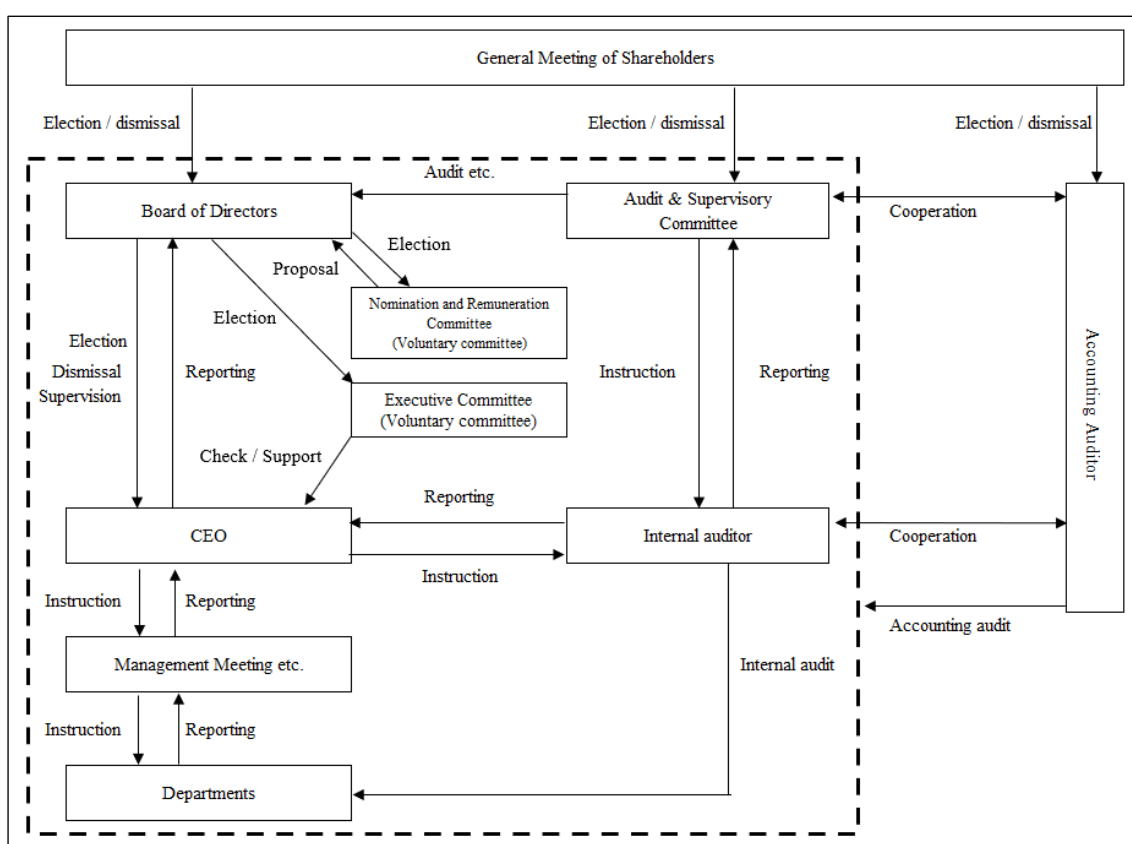 General Meeting of Shareholders
Election / dismissal
Election / dismissal
Election / dismissal
Audit etc.
Board of Directors
Audit & Supervisory
Committee
Cooperation
Election
Proposal
Nomination and Remuneration
Committee
(Voluntary committee)
Election
Election
Dismissal
Supervision
Reporting
Instruction
Reporting
Executive Committee
(Voluntary committee)
Check / Support
Accounting Auditor
Reporting
CEO
Internal auditor
Cooperation
Instruction
Instruction
Reporting
Accounting audit
Management Meeting etc.
Internal audit
Instruction
Reporting
Departments